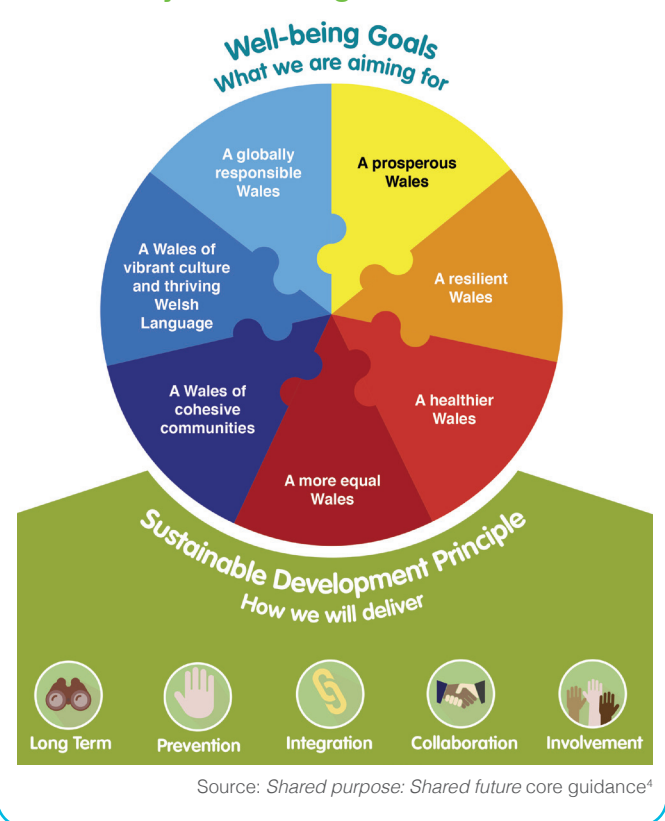 Well-being Goals
What we are aiming for
A globally
responsible
Wales
A prosperous
Wales
A Wales of
vibrant culture
and thriving
Welsh
Language
A resilient
Wales
A Wales of
cohesive
communities
A healthier
Wales
A more equal
Wales
Sustainable Development Principle
How we will deliver
Long Term
Prevention
Integration
Collaboration
Involvement
Source: Shared purpose: Shared future core guidance⁴